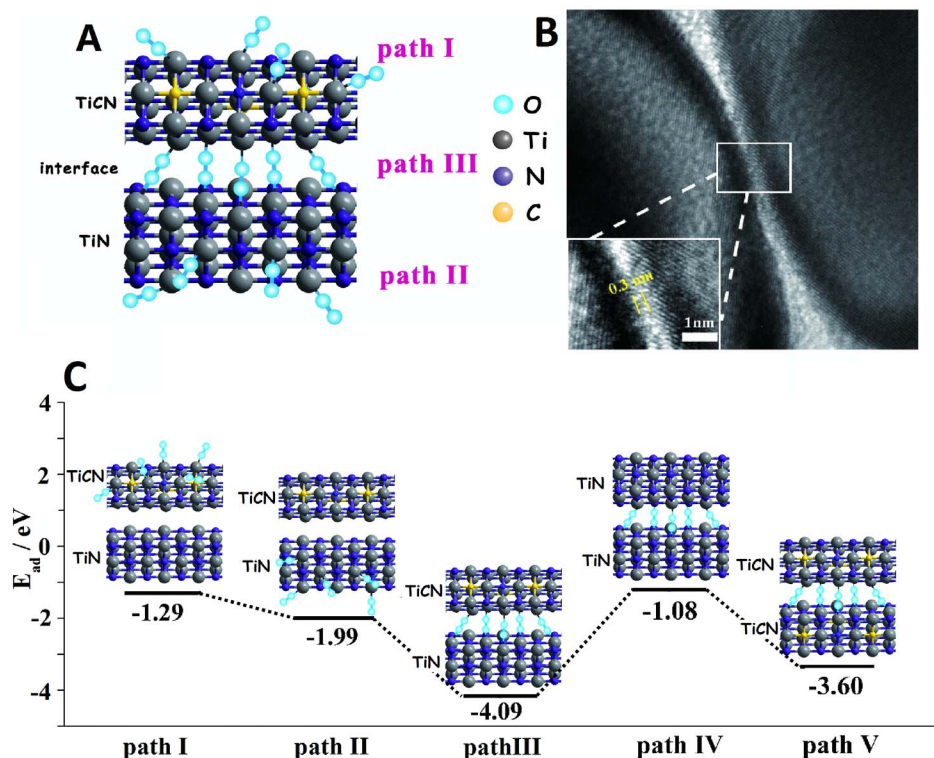 A
path I
TiCN
interface
path III
TiN
path II
O
Ti
N
C
B
0.3 nm
1nm
C
E_ad / eV
4
2
0
-2
-4
TiCN
TiN
-1.29
TiCN
TiN
-1.99
TiCN
TiN
-4.09
TiN
TiN
-1.08
TiCN
TiCN
-3.60
path I
path II
pathIII
path IV
path V